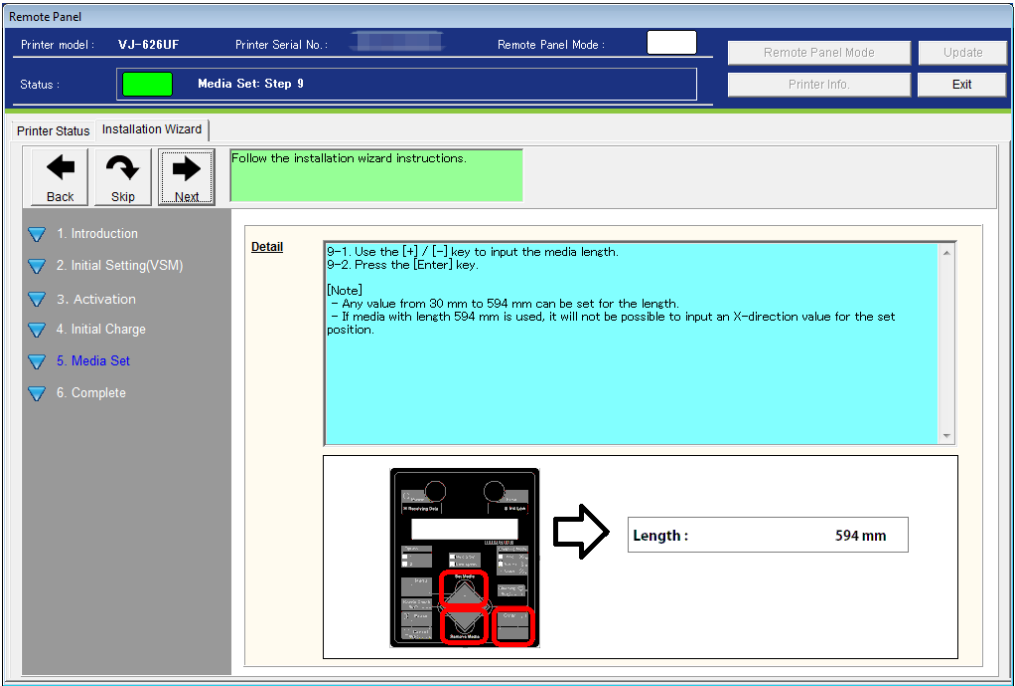 Remote Panel
Printer model : VJ-626UF Printer Serial No. : Remote Panel Mode :
Remote Panel Mode Update
Status : Media Set: Step 9
Printer Info. Exit
Printer Status Installation Wizard
Back Skip Next
Follow the installation wizard instructions.
1. Introduction
2. Initial Setting(VSM)
3. Activation
4. Initial Charge
5. Media Set
6. Complete
Detail
9-1. Use the [+] / [-] key to input the media length.
9-2. Press the [Enter] key.
[Note]
- Any value from 30 mm to 594 mm can be set for the length.
- If media with length 594 mm is used, it will not be possible to input an X-direction value for the set
position.
Receiving Data
Menu
Set Media
Pause
Cancel
Remove Media
Enter
Length : 594 mm